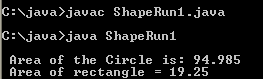 C:\java>javac ShapeRun1.java
C:\java>java ShapeRun1
Area of the Circle is: 94.985
Area of rectangle = 19.25